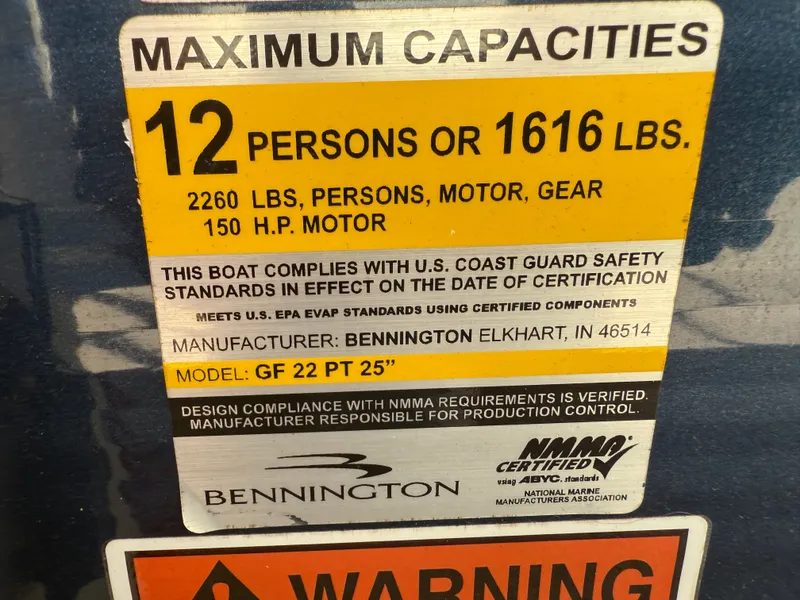 MAXIMUM CAPACITIES
12 PERSONS OR 1616 LBS.
2260 LBS, PERSONS, MOTOR, GEAR
150 H.P. MOTOR
THIS BOAT COMPLIES WITH U.S. COAST GUARD SAFETY
STANDARDS IN EFFECT ON THE DATE OF CERTIFICATION
MEETS U.S. EPA EVAP STANDARDS USING CERTIFIED COMPONENTS
MANUFACTURER: BENNINGTON ELKHART, IN 46514
MODEL: GF 22 PT 25”
DESIGN COMPLIANCE WITH NMMA REQUIREMENTS IS VERIFIED.
MANUFACTURER RESPONSIBLE FOR PRODUCTION CONTROL.
BENNINGTON
NMMA®
CERTIFIED
using ABYC. standards
NATIONAL MARINE
MANUFACTURERS ASSOCIATION
WARNING